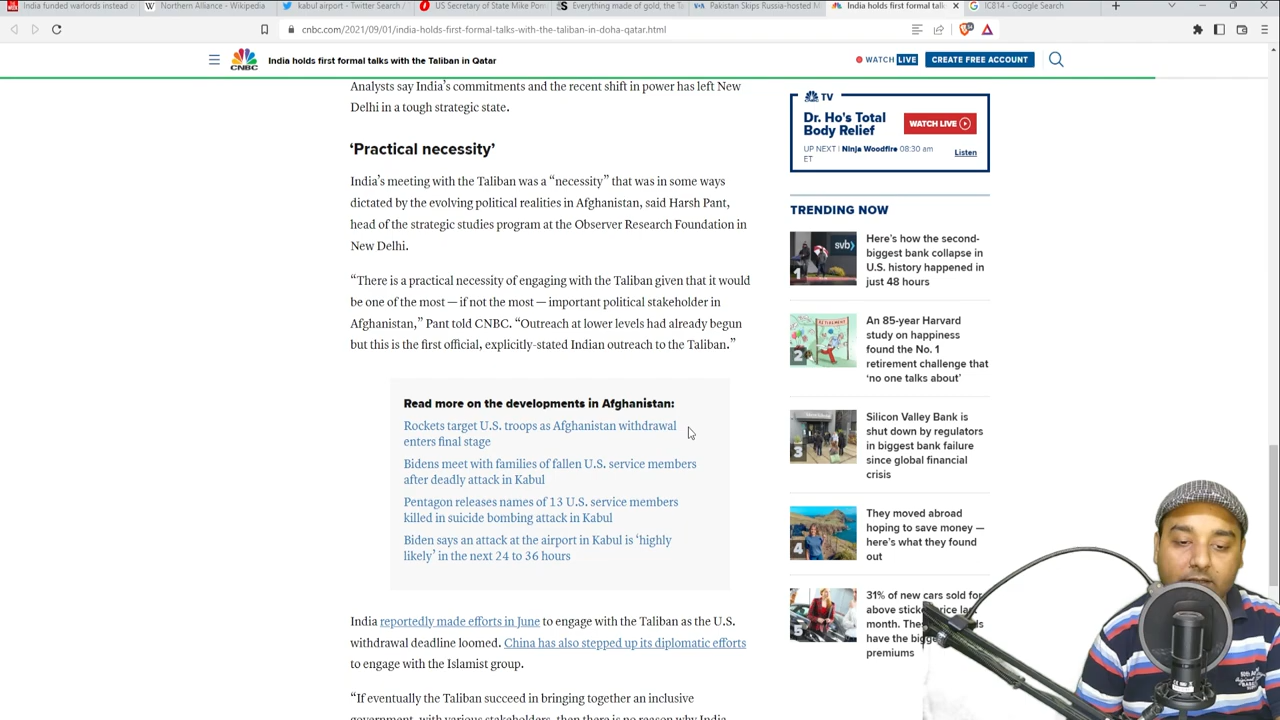 India funded warlords instead o
Northern Alliance - Wikipedia
kabul airport - Twitter Search /
US Secretary of State Mike Pom
Everything made of gold, the Ta
Pakistan Skips Russia-hosted M
India holds first formal talk
IC814 - Google Search
cnbc.com/2021/09/01/india-holds-first-formal-talks-with-the-taliban-in-doha-qatar.html
CNBC
India holds first formal talks with the Taliban in Qatar
WATCH LIVE
CREATE FREE ACCOUNT
Analysts say India’s commitments and the recent shift in power has left New
Delhi in a tough strategic state.
‘Practical necessity’
India’s meeting with the Taliban was a “necessity” that was in some ways
dictated by the evolving political realities in Afghanistan, said Harsh Pant,
head of the strategic studies program at the Observer Research Foundation in
New Delhi.
“There is a practical necessity of engaging with the Taliban given that it would
be one of the most — if not the most — important political stakeholder in
Afghanistan,” Pant told CNBC. “Outreach at lower levels had already begun
but this is the first official, explicitly-stated Indian outreach to the Taliban.”
Read more on the developments in Afghanistan:
Rockets target U.S. troops as Afghanistan withdrawal
enters final stage
Bidens meet with families of fallen U.S. service members
after deadly attack in Kabul
Pentagon releases names of 13 U.S. service members
killed in suicide bombing attack in Kabul
Biden says an attack at the airport in Kabul is ‘highly
likely’ in the next 24 to 36 hours
India reportedly made efforts in June to engage with the Taliban as the U.S.
withdrawal deadline loomed. China has also stepped up its diplomatic efforts
to engage with the Islamist group.
“If eventually the Taliban succeed in bringing together an inclusive
government, with various stakeholders, then there is no reason why India
TV
Dr. Ho's Total
Body Relief
WATCH LIVE
UP NEXT | Ninja Woodfire 08:30 am
ET
Listen
TRENDING NOW
svb
1
Here’s how the second-
biggest bank collapse in
U.S. history happened in
just 48 hours
2
An 85-year Harvard
study on happiness
found the No. 1
retirement challenge that
‘no one talks about’
3
Silicon Valley Bank is
shut down by regulators
in biggest bank failure
since global financial
crisis
4
They moved abroad
hoping to save money —
here’s what they found
out
5
31% of new cars sold for
above sticker price las
month. The ds
have the bigge
premiums